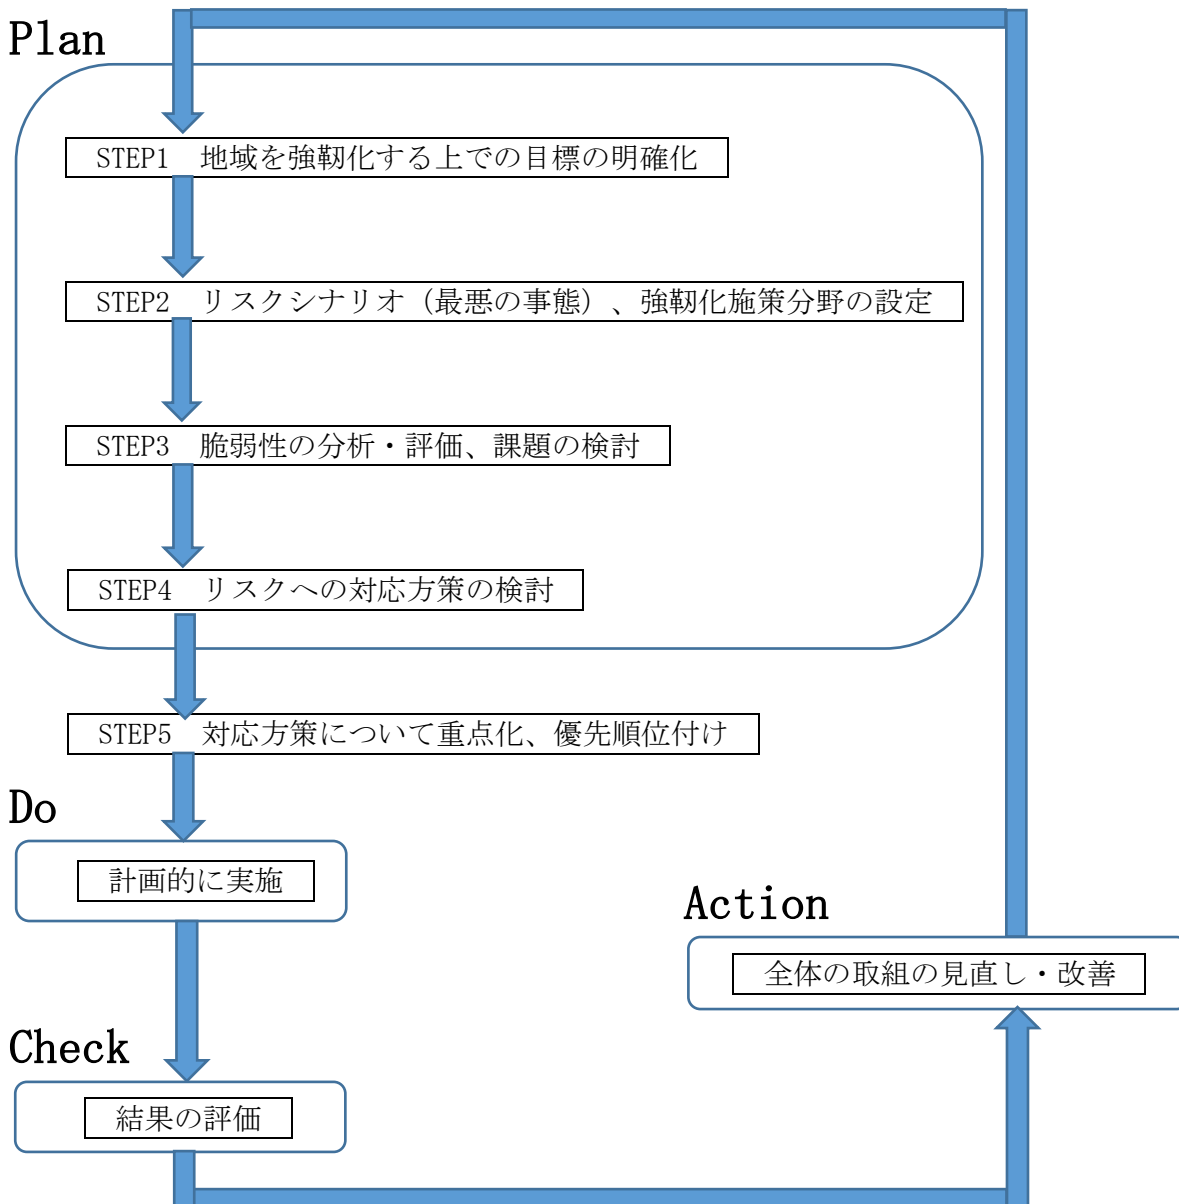 Plan
STEP1　地域を強靭化する上での目標の明確化
STEP2　リスクシナリオ（最悪の事態）、強靭化施策分野の設定
STEP3　脆弱性の分析・評価、課題の検討
STEP4　リスクへの対応方策の検討
STEP5　対応方策について重点化、優先順位付け
Do
計画的に実施
Action
全体の取組の見直し・改善
Check
結果の評価